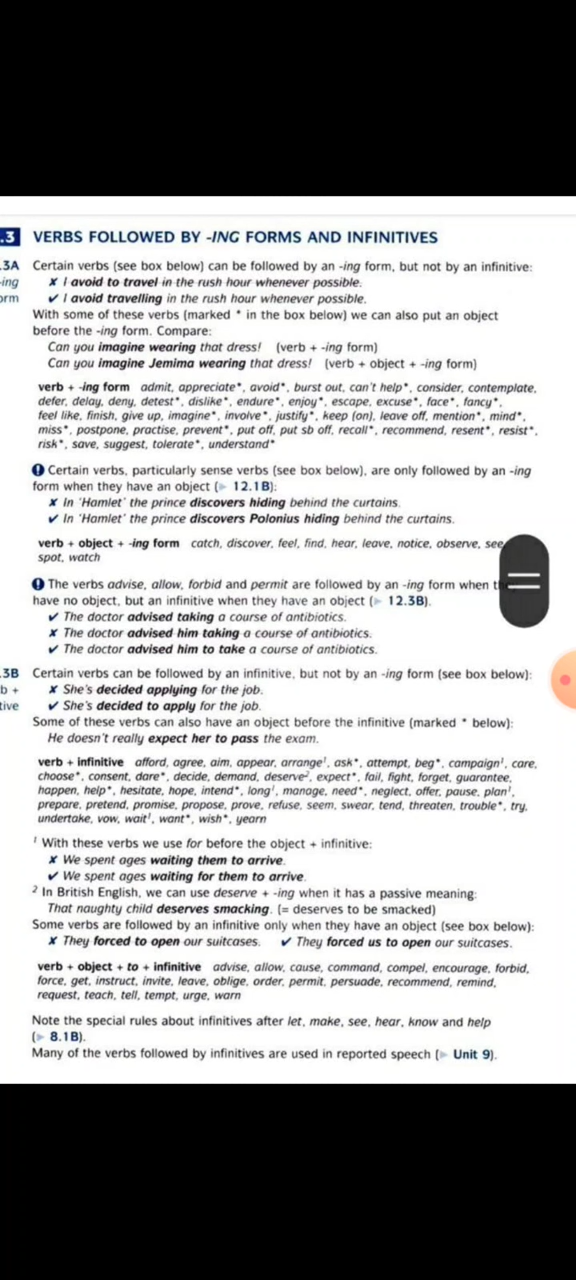 .3 VERBS FOLLOWED BY -ING FORMS AND INFINITIVES
.3A Certain verbs (see box below) can be followed by an -ing form, but not by an infinitive:
-ing ✗ I avoid to travel in the rush hour whenever possible.
orm ✓ I avoid travelling in the rush hour whenever possible.
With some of these verbs (marked * in the box below) we can also put an object
before the -ing form. Compare:
Can you imagine wearing that dress! (verb + -ing form)
Can you imagine Jemima wearing that dress! (verb + object + -ing form)
verb + -ing form admit, appreciate*, avoid*, burst out, can't help*, consider, contemplate,
defer, delay, deny, detest*, dislike*, endure*, enjoy*, escape, excuse*, face*, fancy*,
feel like, finish, give up, imagine*, involve*, justify*, keep (on), leave off, mention*, mind*,
miss*, postpone, practise, prevent*, put off, put sb off, recall*, recommend, resent*, resist*,
risk*, save, suggest, tolerate*, understand*
! Certain verbs, particularly sense verbs (see box below), are only followed by an -ing
form when they have an object (▶ 12.1B):
✗ In 'Hamlet' the prince discovers hiding behind the curtains.
✓ In 'Hamlet' the prince discovers Polonius hiding behind the curtains.
verb + object + -ing form catch, discover, feel, find, hear, leave, notice, observe, see
spot, watch
! The verbs advise, allow, forbid and permit are followed by an -ing form when th
have no object, but an infinitive when they have an object (▶ 12.3B).
✓ The doctor advised taking a course of antibiotics.
✗ The doctor advised him taking a course of antibiotics.
✓ The doctor advised him to take a course of antibiotics.
.3B Certain verbs can be followed by an infinitive, but not by an -ing form (see box below):
b + ✗ She's decided applying for the job.
tive ✓ She's decided to apply for the job.
Some of these verbs can also have an object before the infinitive (marked * below):
He doesn't really expect her to pass the exam.
verb + infinitive afford, agree, aim, appear, arrange¹, ask*, attempt, beg*, campaign¹, care,
choose*, consent, dare*, decide, demand, deserve², expect*, fail, fight, forget, guarantee,
happen, help*, hesitate, hope, intend*, long¹, manage, need*, neglect, offer, pause, plan¹,
prepare, pretend, promise, propose, prove, refuse, seem, swear, tend, threaten, trouble*, try,
undertake, vow, wait¹, want*, wish*, yearn
¹ With these verbs we use for before the object + infinitive:
✗ We spent ages waiting them to arrive.
✓ We spent ages waiting for them to arrive.
² In British English, we can use deserve + -ing when it has a passive meaning:
That naughty child deserves smacking. (= deserves to be smacked)
Some verbs are followed by an infinitive only when they have an object (see box below):
✗ They forced to open our suitcases. ✓ They forced us to open our suitcases.
verb + object + to + infinitive advise, allow, cause, command, compel, encourage, forbid,
force, get, instruct, invite, leave, oblige, order, permit, persuade, recommend, remind,
request, teach, tell, tempt, urge, warn
Note the special rules about infinitives after let, make, see, hear, know and help
(▶ 8.1B).
Many of the verbs followed by infinitives are used in reported speech (▶ Unit 9).